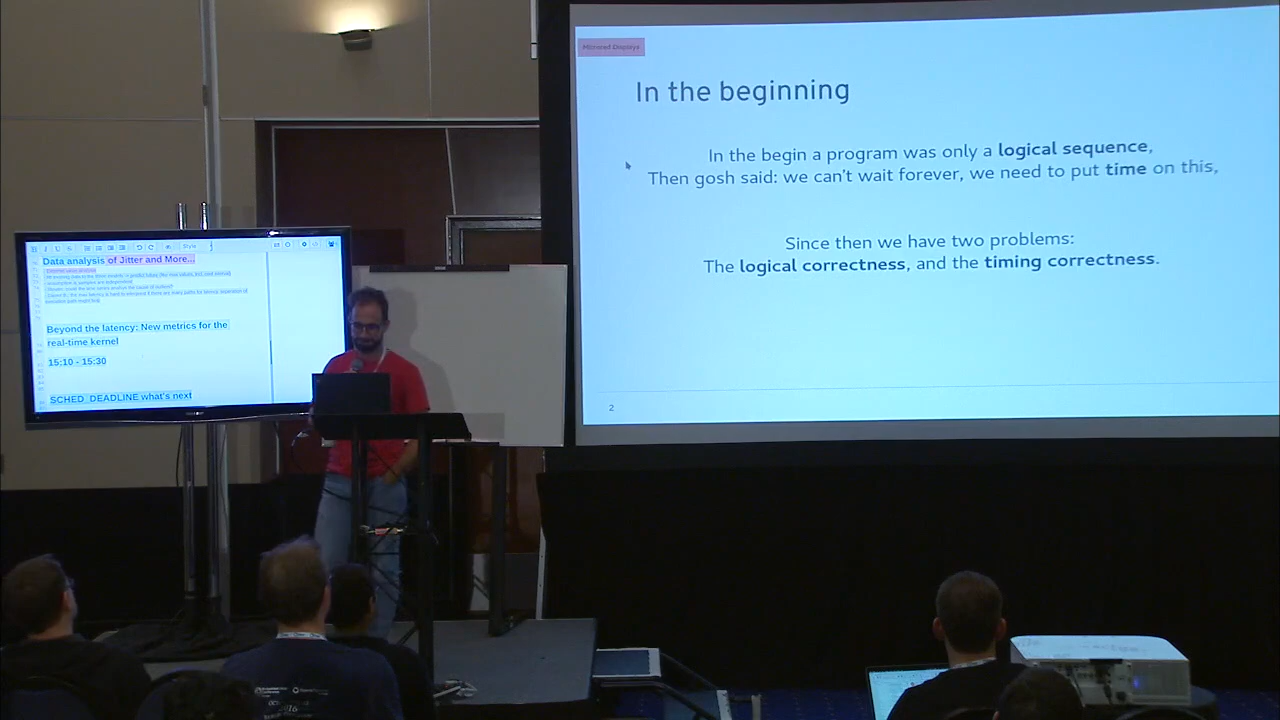 Mirrored Displays
In the beginning
In the begin a program was only a logical sequence,
Then gosh said: we can't wait forever, we need to put time on this,
Since then we have two problems:
The logical correctness, and the timing correctness.
2
Style
Data analysis of Jitter and More...
Beyond the latency: New metrics for the
real-time kernel
15:10 - 15:30
SCHED_DEADLINE what's next